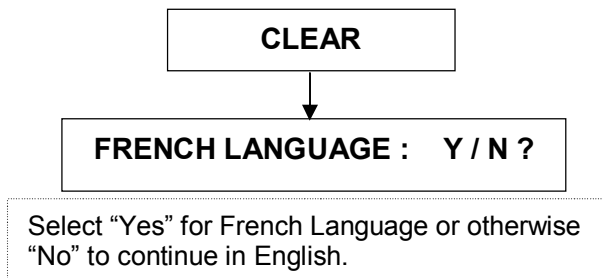 CLEAR
FRENCH LANGUAGE : Y / N ?
Select “Yes” for French Language or otherwise
“No” to continue in English.